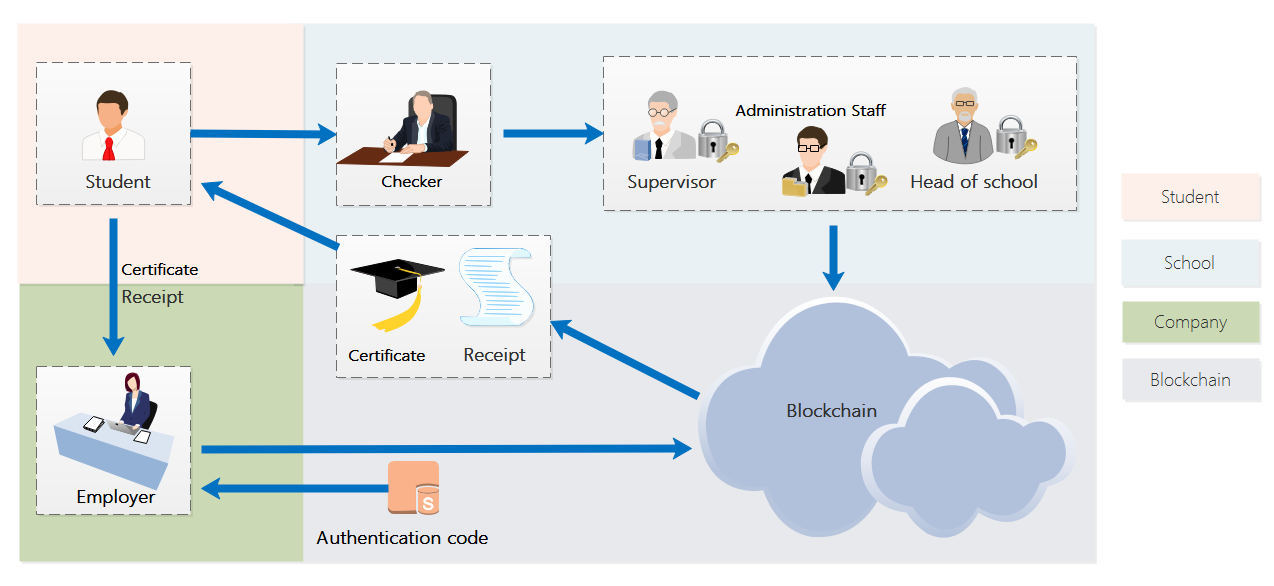 Student
Checker
Supervisor
Administration Staff
Head of school
Certificate
Receipt
Certificate
Receipt
Employer
Authentication code
S
Blockchain
Student
School
Company
Blockchain